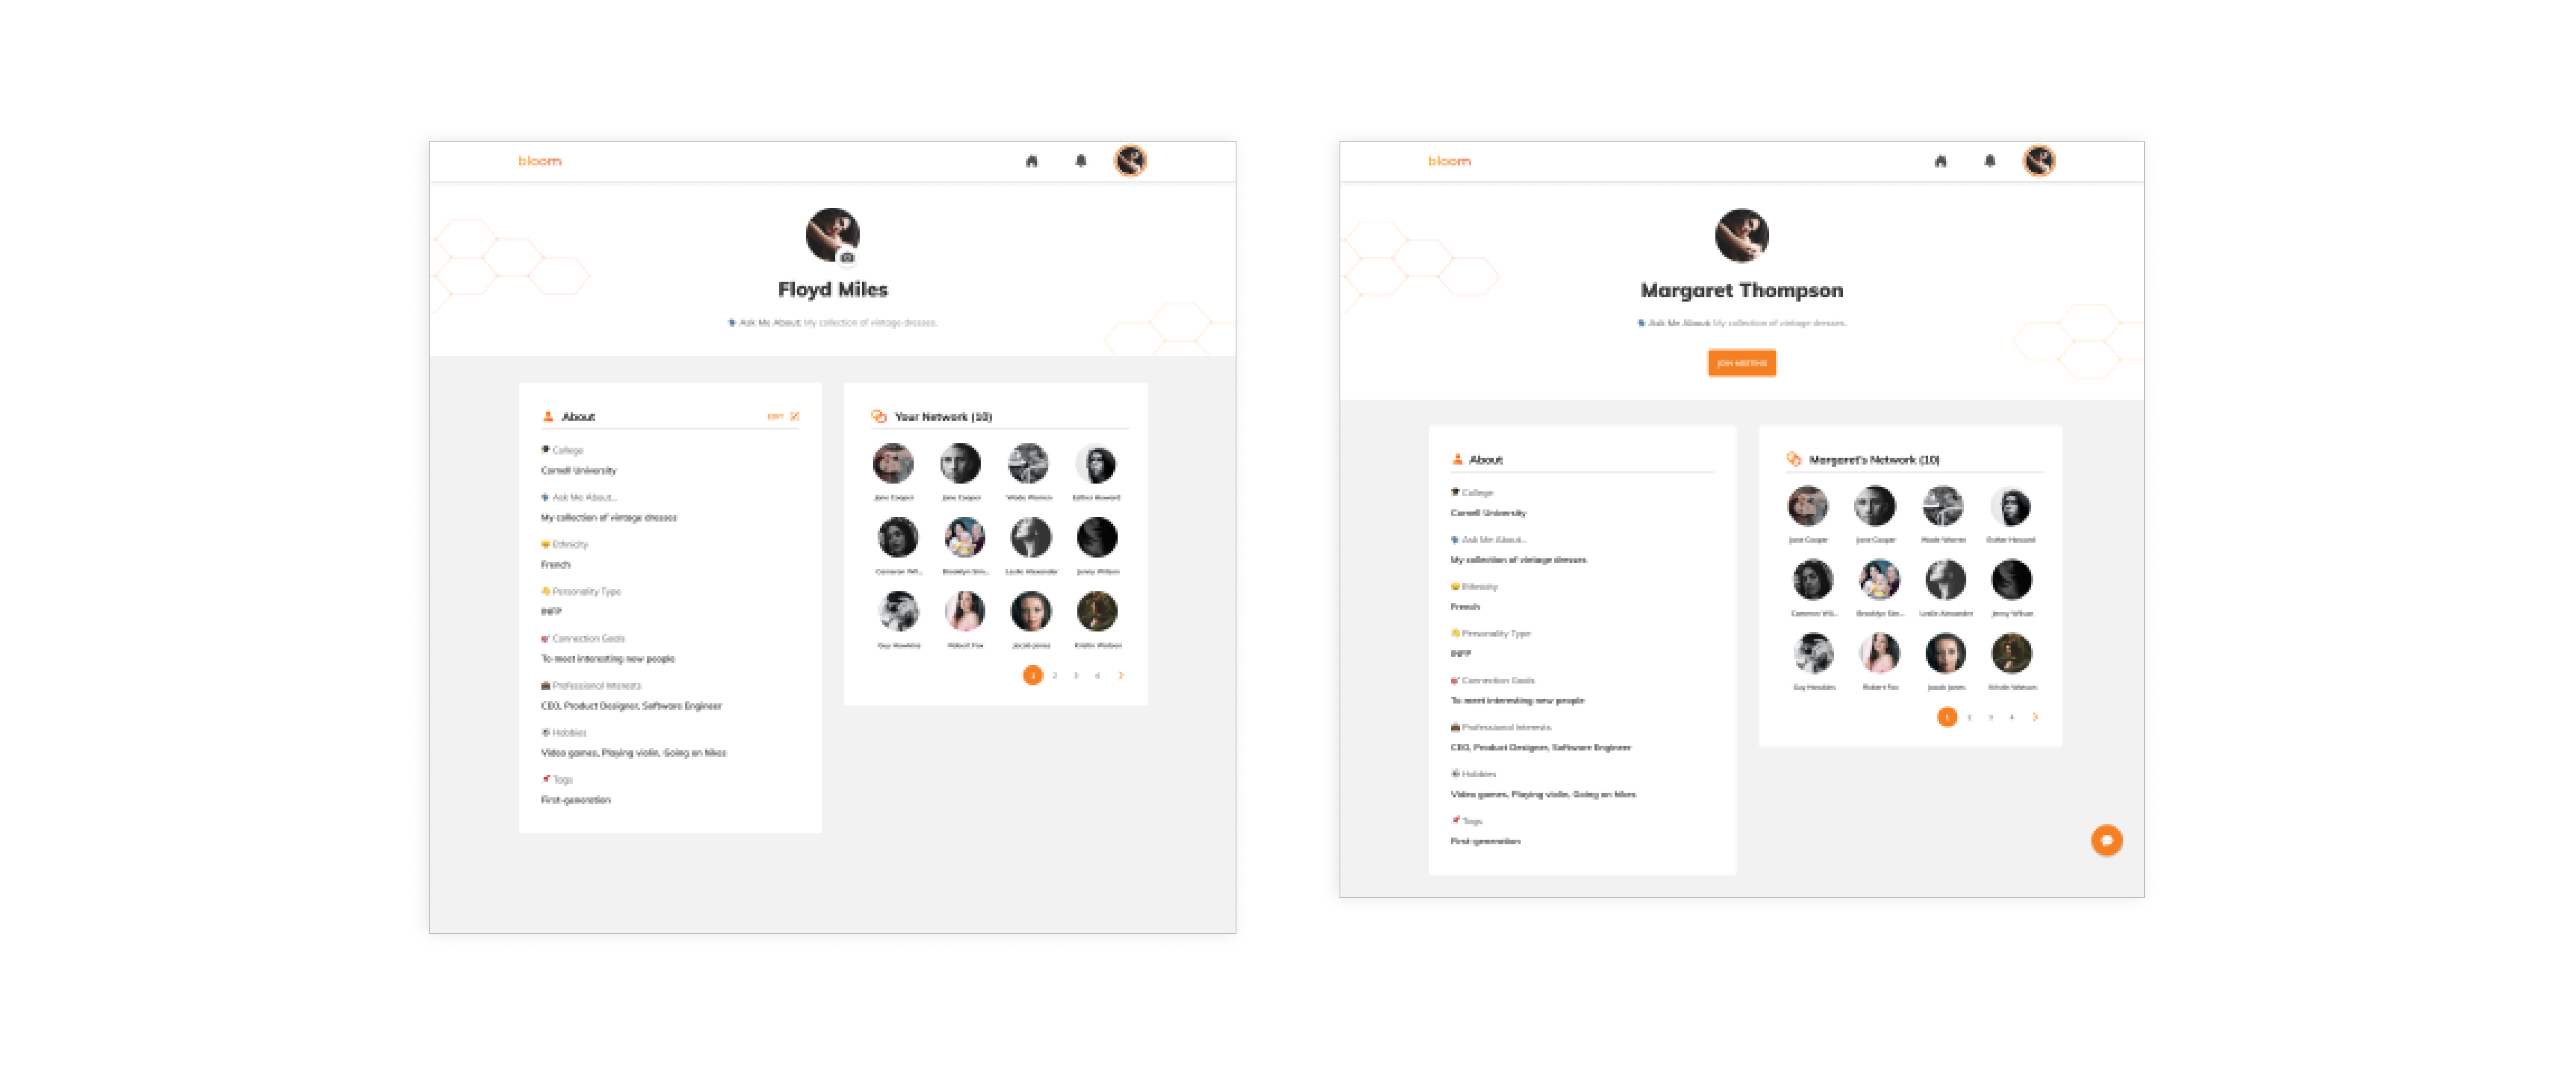 bloom
Floyd Miles
Ask Me About: My collection of vintage dresses.
About
EDIT
College
Cornell University
Ask Me About...
My collection of vintage dresses
Ethnicity
French
Personality Type
INFP
Connection Goals
To meet interesting new people
Professional Interests
CEO, Product Designer, Software Engineer
Hobbies
Video games, Playing violin, Going on hikes
Tags
First-generation
Your Network (10)
Jane Cooper
Jane Cooper
Wade Warren
Esther Howard
Cameron Wil...
Brooklyn Sim...
Leslie Alexander
Jenny Wilson
Guy Hawkins
Robert Fox
Jacob Jones
Kristin Watson
1 2 3 4
bloom
Margaret Thompson
Ask Me About: My collection of vintage dresses.
JOIN MEETING
About
College
Cornell University
Ask Me About...
My collection of vintage dresses
Ethnicity
French
Personality Type
INFP
Connection Goals
To meet interesting new people
Professional Interests
CEO, Product Designer, Software Engineer
Hobbies
Video games, Playing violin, Going on hikes
Tags
First-generation
Margaret's Network (10)
Jane Cooper
Jane Cooper
Wade Warren
Esther Howard
Cameron Wil...
Brooklyn Sim...
Leslie Alexander
Jenny Wilson
Guy Hawkins
Robert Fox
Jacob Jones
Kristin Watson
1 2 3 4